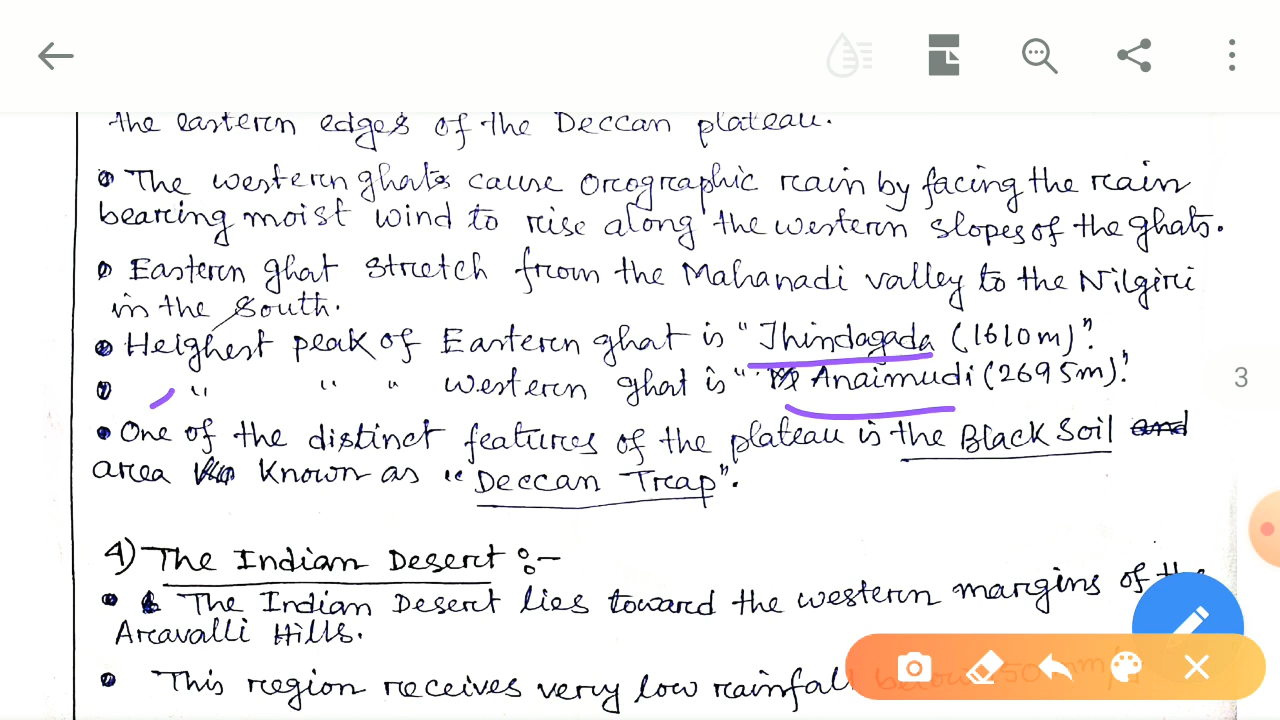 the eastern edges of the Deccan plateau.
• The western ghats cause orographic rain by facing the rain
bearing moist wind to rise along the western slopes of the ghats.
• Eastern ghat stretch from the Mahanadi valley to the Nilgiri
in the south.
• Heighest peak of Eastern ghat is "Jhindagada (1610m)".
• " " " western ghat is " Anaimudi (2695m)."
3
• One of the distinct features of the plateau is the Black Soil and
area known as "Deccan Trap".
4) The Indian Desert :-
• The Indian Desert lies toward the western margins of the
Aravalli Hills.
• This region receives very low rainfall